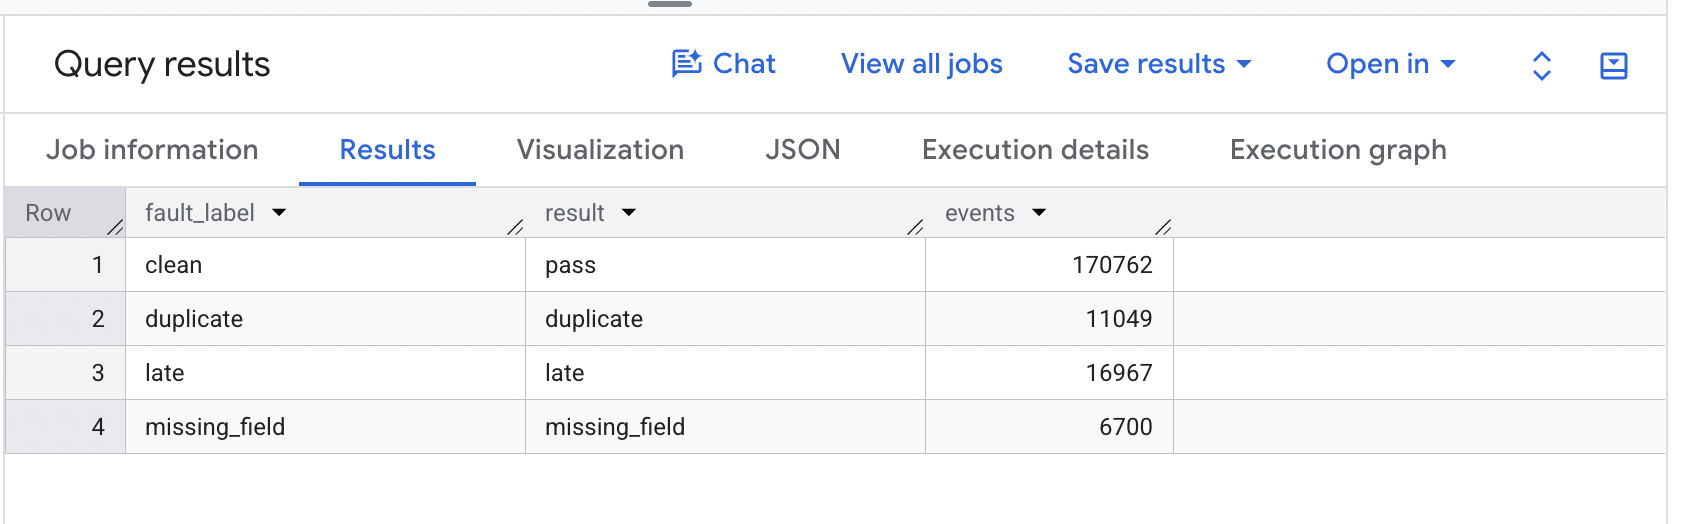 Query results Chat View all jobs Save results Open in
Job information Results Visualization JSON Execution details Execution graph
Row fault_label result events
1 clean pass 170762
2 duplicate duplicate 11049
3 late late 16967
4 missing_field missing_field 6700